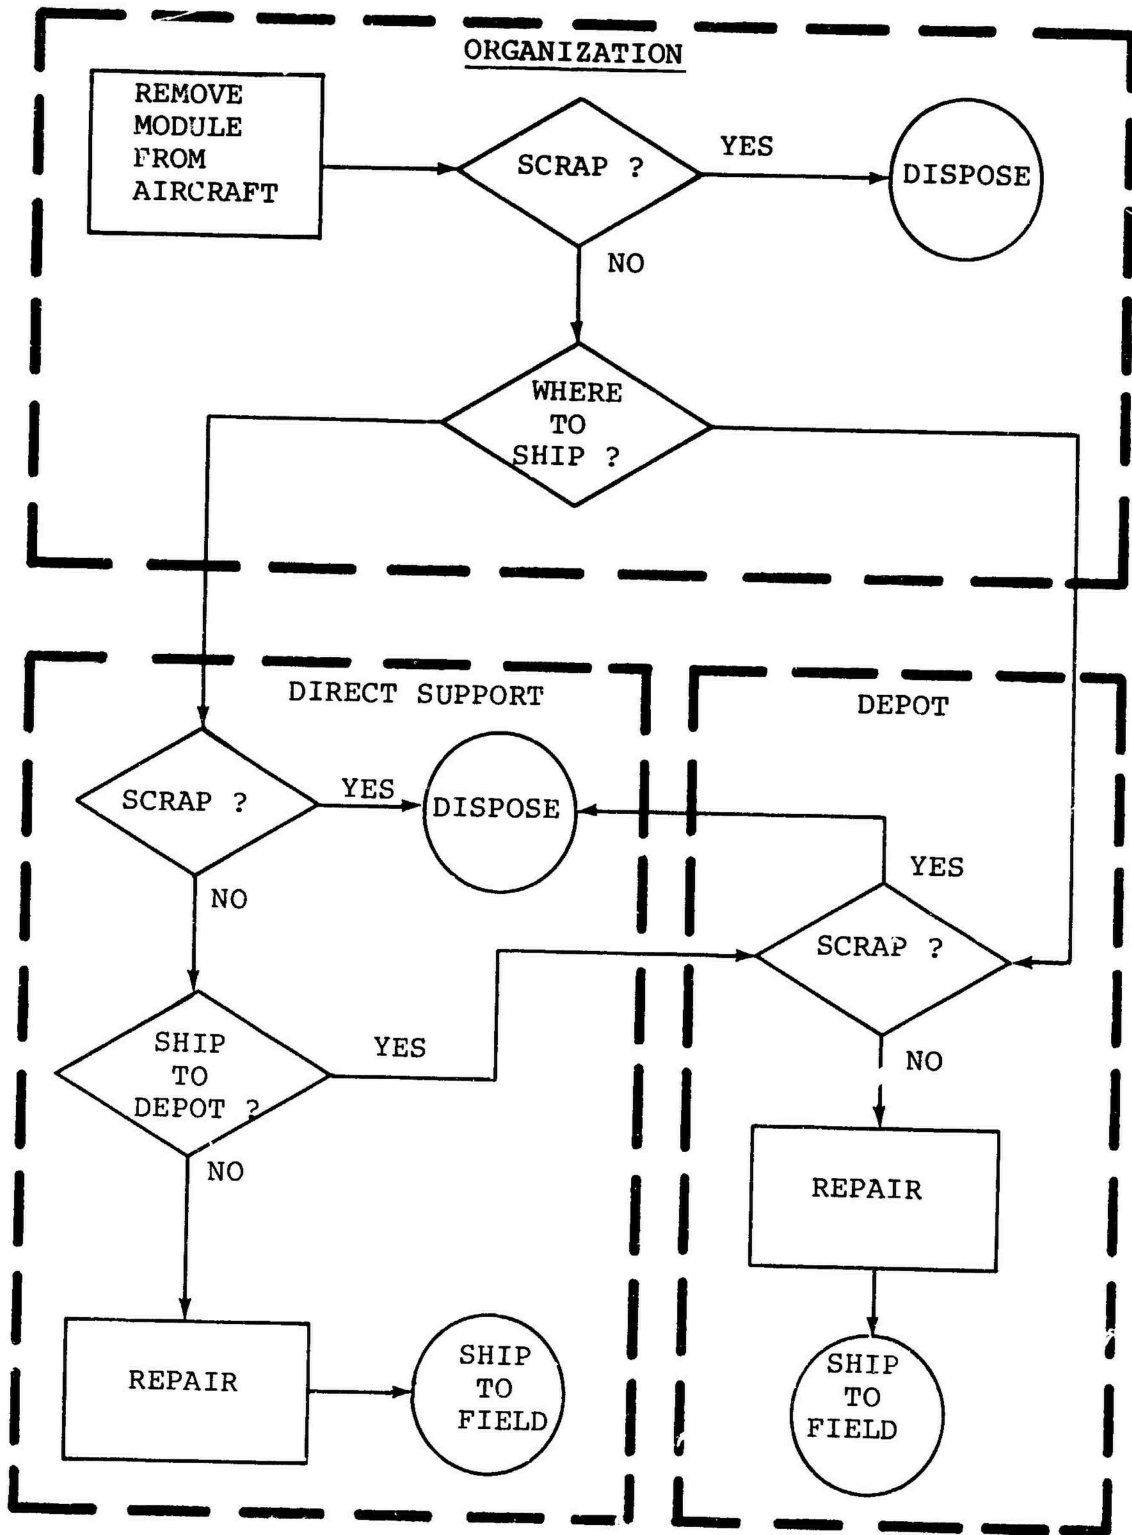 ORGANIZATION
REMOVE
MODULE
FROM
AIRCRAFT
SCRAP ?
YES
DISPOSE
NO
WHERE
TO
SHIP ?
DIRECT SUPPORT
SCRAP ?
YES
DISPOSE
NO
SHIP
TO
DEPOT ?
YES
NO
REPAIR
SHIP
TO
FIELD
DEPOT
YES
SCRAP ?
NO
REPAIR
SHIP
TO
FIELD